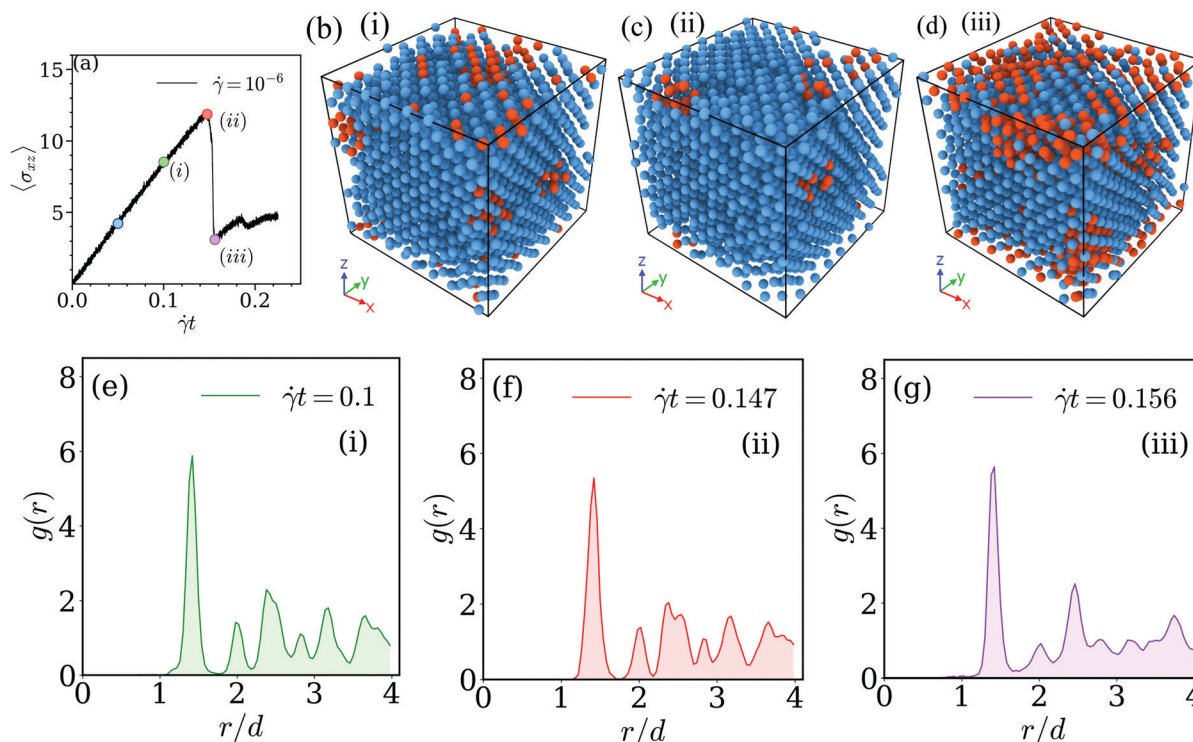 (a)
15
10
5
⟨σ_xz⟩
γ̇ = 10⁻⁶
(ii)
(i)
(iii)
0.0 0.1 0.2
γ̇t
(b) (i)
z
y
x
(c) (ii)
z
y
x
(d) (iii)
z
y
x
(e)
γ̇t = 0.1
(i)
8
6
4
2
0
g(r)
0 1 2 3 4
r/d
(f)
γ̇t = 0.147
(ii)
8
6
4
2
0
g(r)
0 1 2 3 4
r/d
(g)
γ̇t = 0.156
(iii)
8
6
4
2
0
g(r)
0 1 2 3 4
r/d